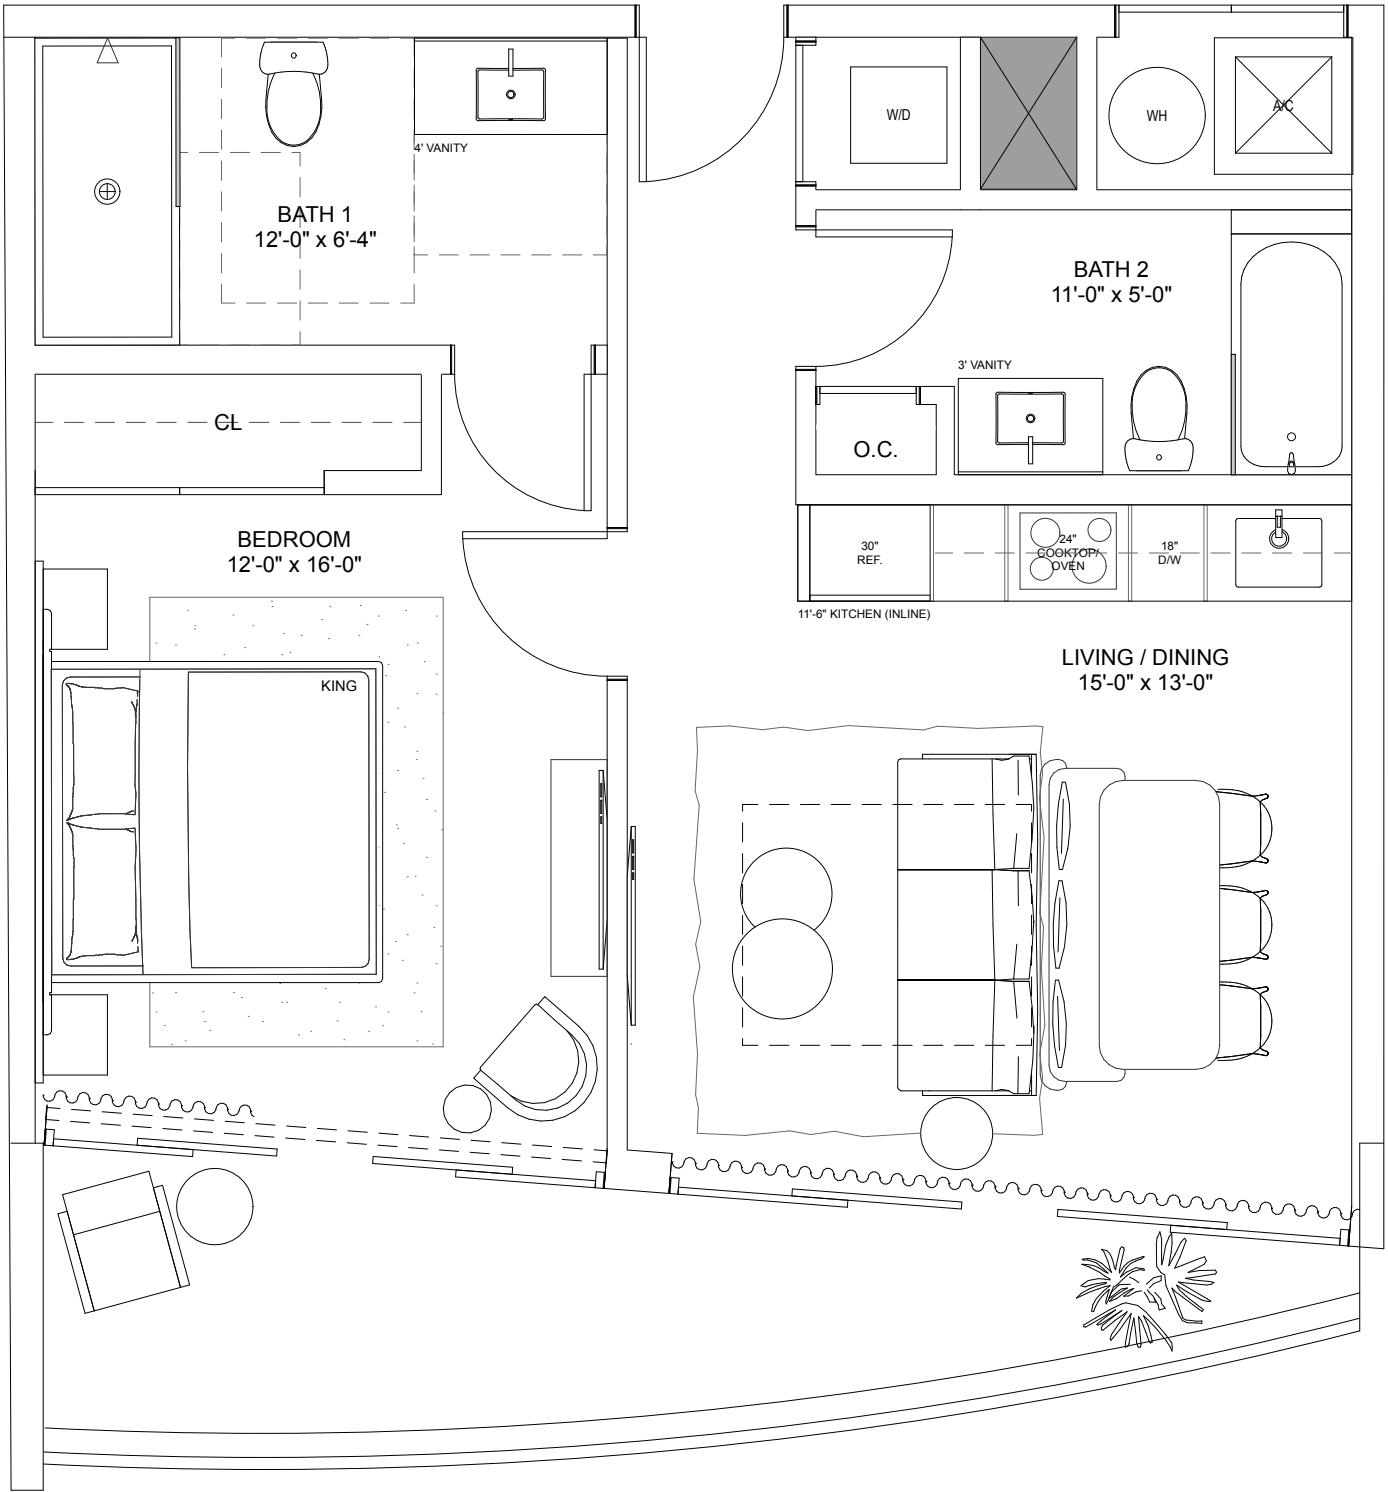 W/D
WH
A/C
4' VANITY
BATH 1
12'-0" x 6'-4"
BATH 2
11'-0" x 5'-0"
3' VANITY
CL
O.C.
BEDROOM
12'-0" x 16'-0"
30"
REF.
24"
COOKTOP/
OVEN
18"
D/W
11'-6" KITCHEN (INLINE)
LIVING / DINING
15'-0" x 13'-0"
KING